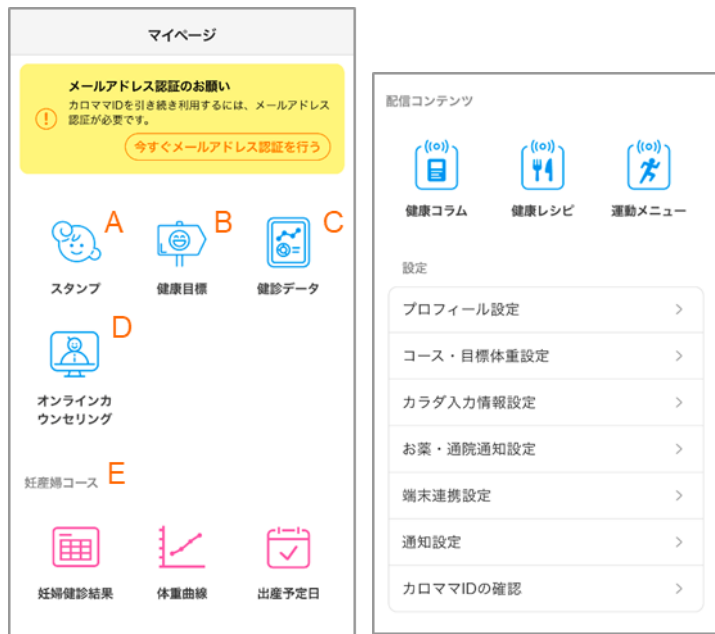 マイページ
メールアドレス認証のお願い
カロママIDを引き続き利用するには、メールアドレス
認証が必要です。
今すぐメールアドレス認証を行う
A
B
C
スタンプ
健康目標
健診データ
D
オンラインカ
ウンセリング
妊産婦コース E
妊婦健診結果
体重曲線
出産予定日
配信コンテンツ
健康コラム
健康レシピ
運動メニュー
設定
プロフィール設定
コース・目標体重設定
カラダ入力情報設定
お薬・通院通知設定
端末連携設定
通知設定
カロママIDの確認